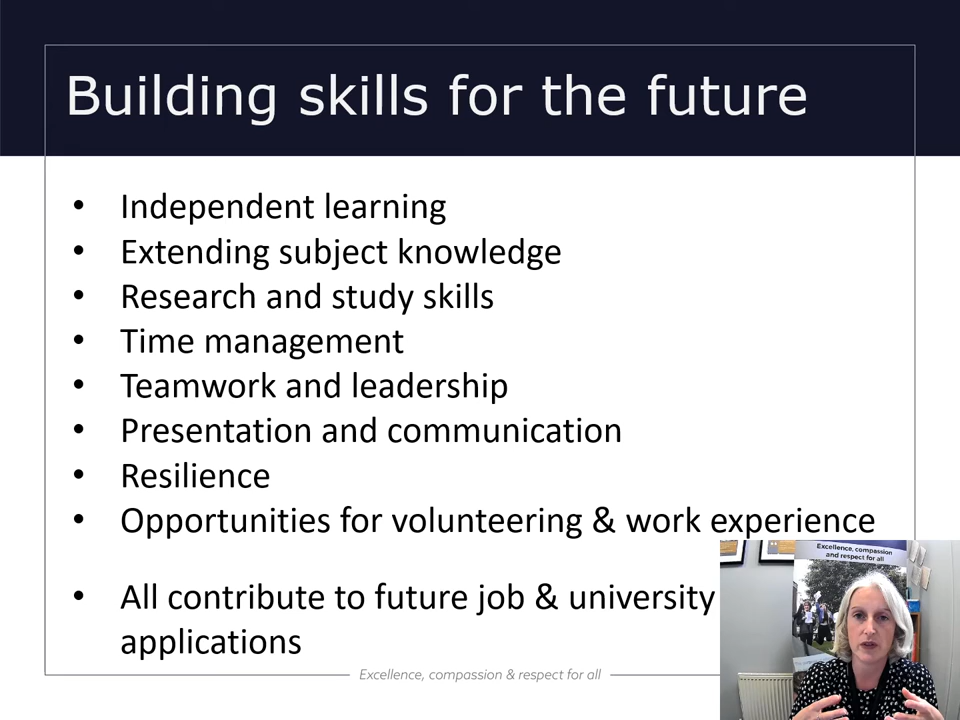 Building skills for the future
• Independent learning
• Extending subject knowledge
• Research and study skills
• Time management
• Teamwork and leadership
• Presentation and communication
• Resilience
• Opportunities for volunteering & work experience
Excellence, compassion
and respect for all
• All contribute to future job & university
applications
Excellence, compassion & respect for all